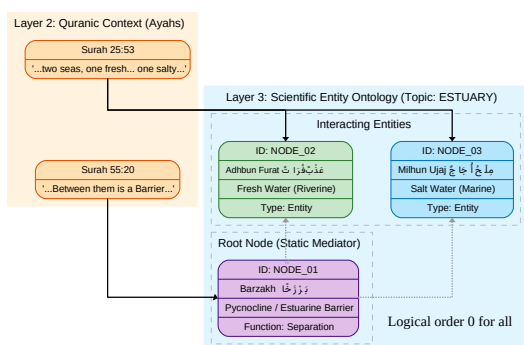 Layer 2: Quranic Context (Ayahs)
Surah 25:53
'...two seas, one fresh... one salty...'
Surah 55:20
'...Between them is a Barrier...'
Layer 3: Scientific Entity Ontology (Topic: ESTUARY)
Interacting Entities
ID: NODE_02
Adhbun Furat عَذْبٌ فُرَاتٌ
Fresh Water (Riverine)
Type: Entity
ID: NODE_03
Milhun Ujaj مِلْحٌ أُجَاجٌ
Salt Water (Marine)
Type: Entity
Root Node (Static Mediator)
ID: NODE_01
Barzakh بَرْزَخًا
Pycnocline / Estuarine Barrier
Function: Separation
Logical order 0 for all